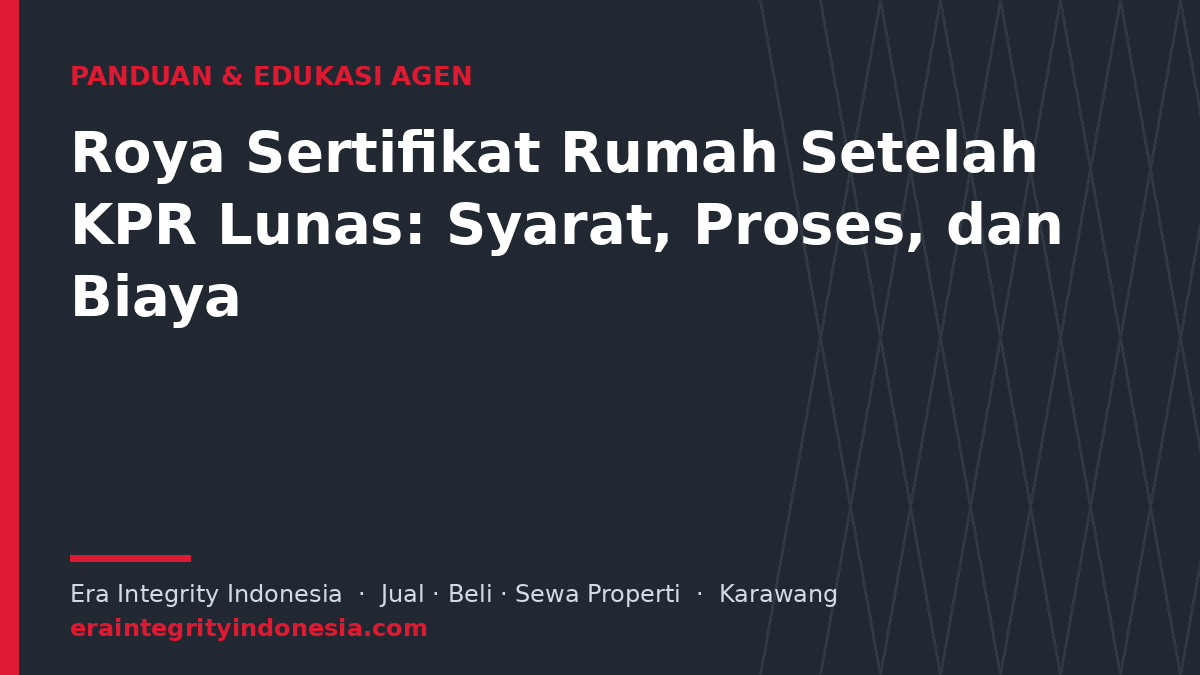 PANDUAN & EDUKASI AGEN
Roya Sertifikat Rumah Setelah
KPR Lunas: Syarat, Proses, dan
Biaya
Era Integrity Indonesia · Jual · Beli · Sewa Properti · Karawang
eraintegrityindonesia.com